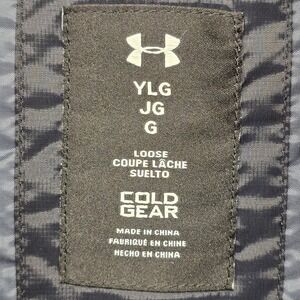 YLG
JG
G
LOOSE
COUPE LÂCHE
SUELTO
COLD
GEAR
MADE IN CHINA
FABRIQUÉ EN CHINE
HECHO EN CHINA